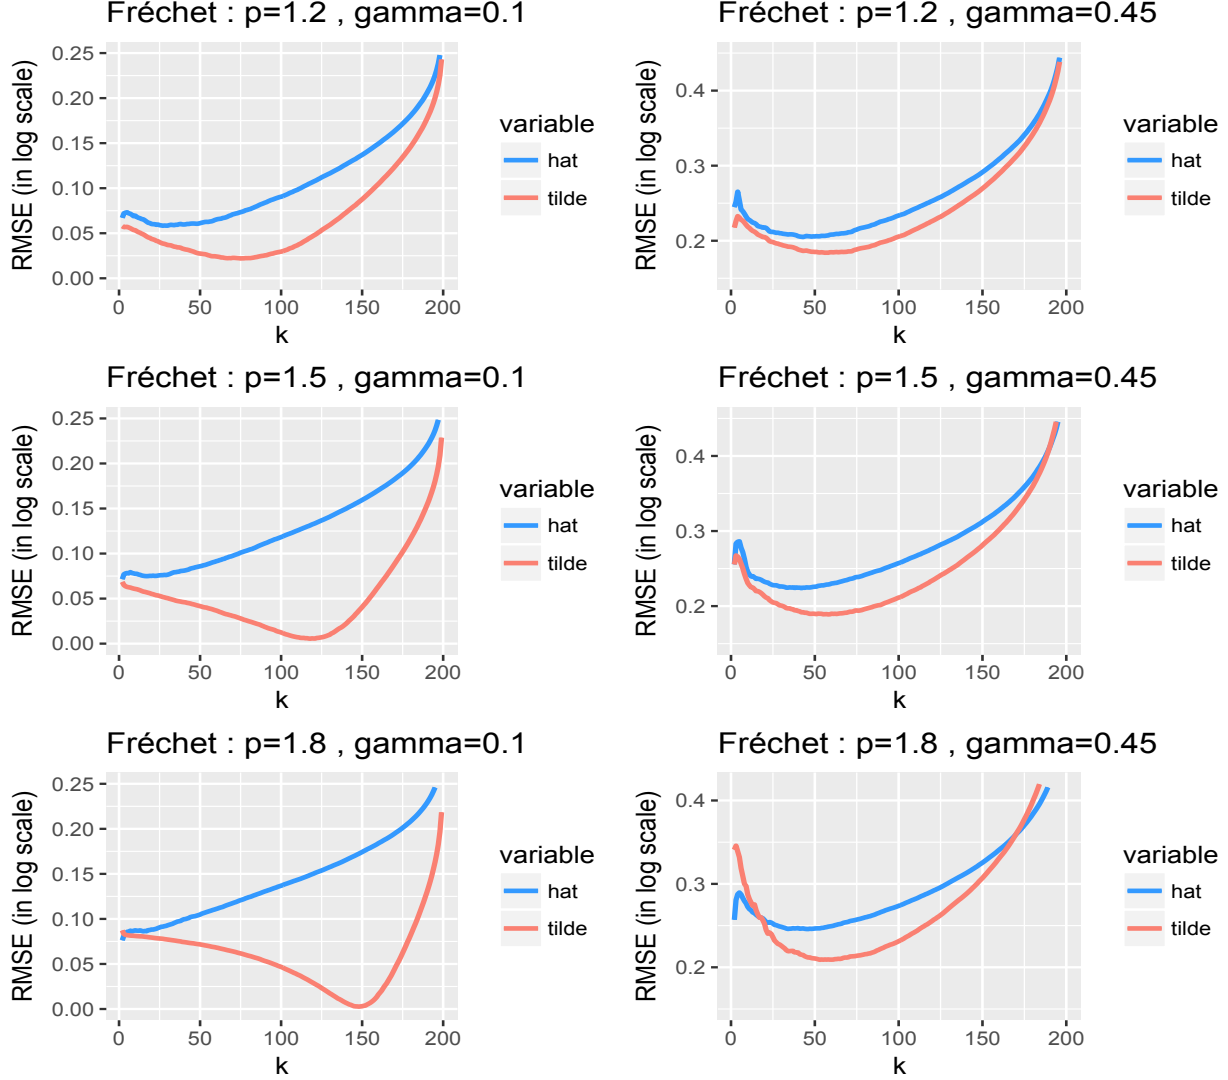 Fréchet : p=1.2 , gamma=0.1
RMSE (in log scale)
0.25
0.20
0.15
0.10
0.05
0.00
0 50 100 150 200
k
variable
hat
tilde
Fréchet : p=1.2 , gamma=0.45
RMSE (in log scale)
0.4
0.3
0.2
0 50 100 150 200
k
variable
hat
tilde
Fréchet : p=1.5 , gamma=0.1
RMSE (in log scale)
0.25
0.20
0.15
0.10
0.05
0.00
0 50 100 150 200
k
variable
hat
tilde
Fréchet : p=1.5 , gamma=0.45
RMSE (in log scale)
0.4
0.3
0.2
0 50 100 150 200
k
variable
hat
tilde
Fréchet : p=1.8 , gamma=0.1
RMSE (in log scale)
0.25
0.20
0.15
0.10
0.05
0.00
0 50 100 150 200
k
variable
hat
tilde
Fréchet : p=1.8 , gamma=0.45
RMSE (in log scale)
0.4
0.3
0.2
0 50 100 150 200
k
variable
hat
tilde